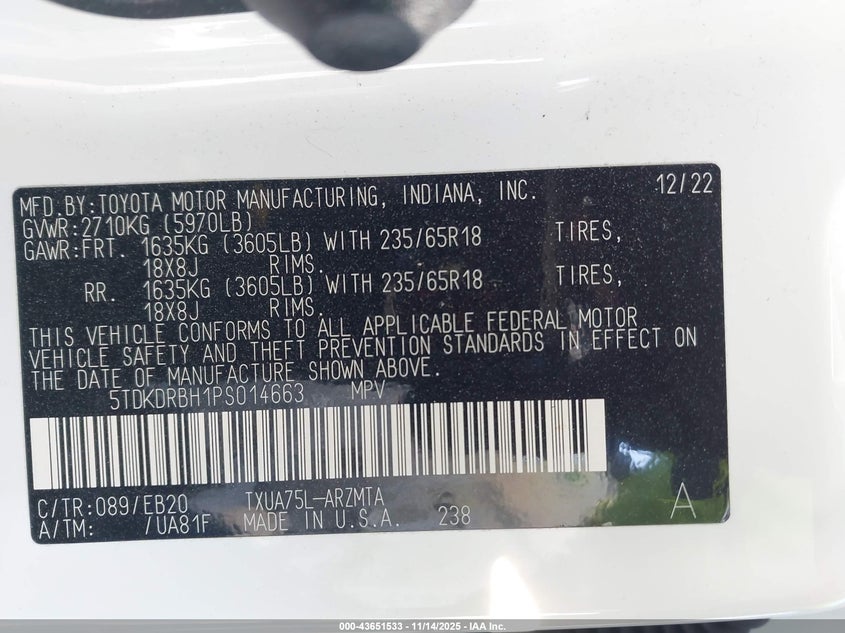 MFD.BY:TOYOTA MOTOR MANUFACTURING, INDIANA, INC. 12/22
GVWR:2710KG (5970LB)
GAWR:FRT. 1635KG (3605LB) WITH 235/65R18 TIRES,
18X8J RIMS.
RR. 1635KG (3605LB) WITH 235/65R18 TIRES,
18X8J RIMS.
THIS VEHICLE CONFORMS TO ALL APPLICABLE FEDERAL MOTOR
VEHICLE SAFETY AND THEFT PREVENTION STANDARDS IN EFFECT ON
THE DATE OF MANUFACTURE SHOWN ABOVE.
5TDKDRBH1PS014663 MPV
C/TR:089/EB20 TXUA75L-ARZMTA A
A/TM: /UA81F MADE IN U.S.A. 238
000-43651533 - 11/14/2025 - IAA Inc.